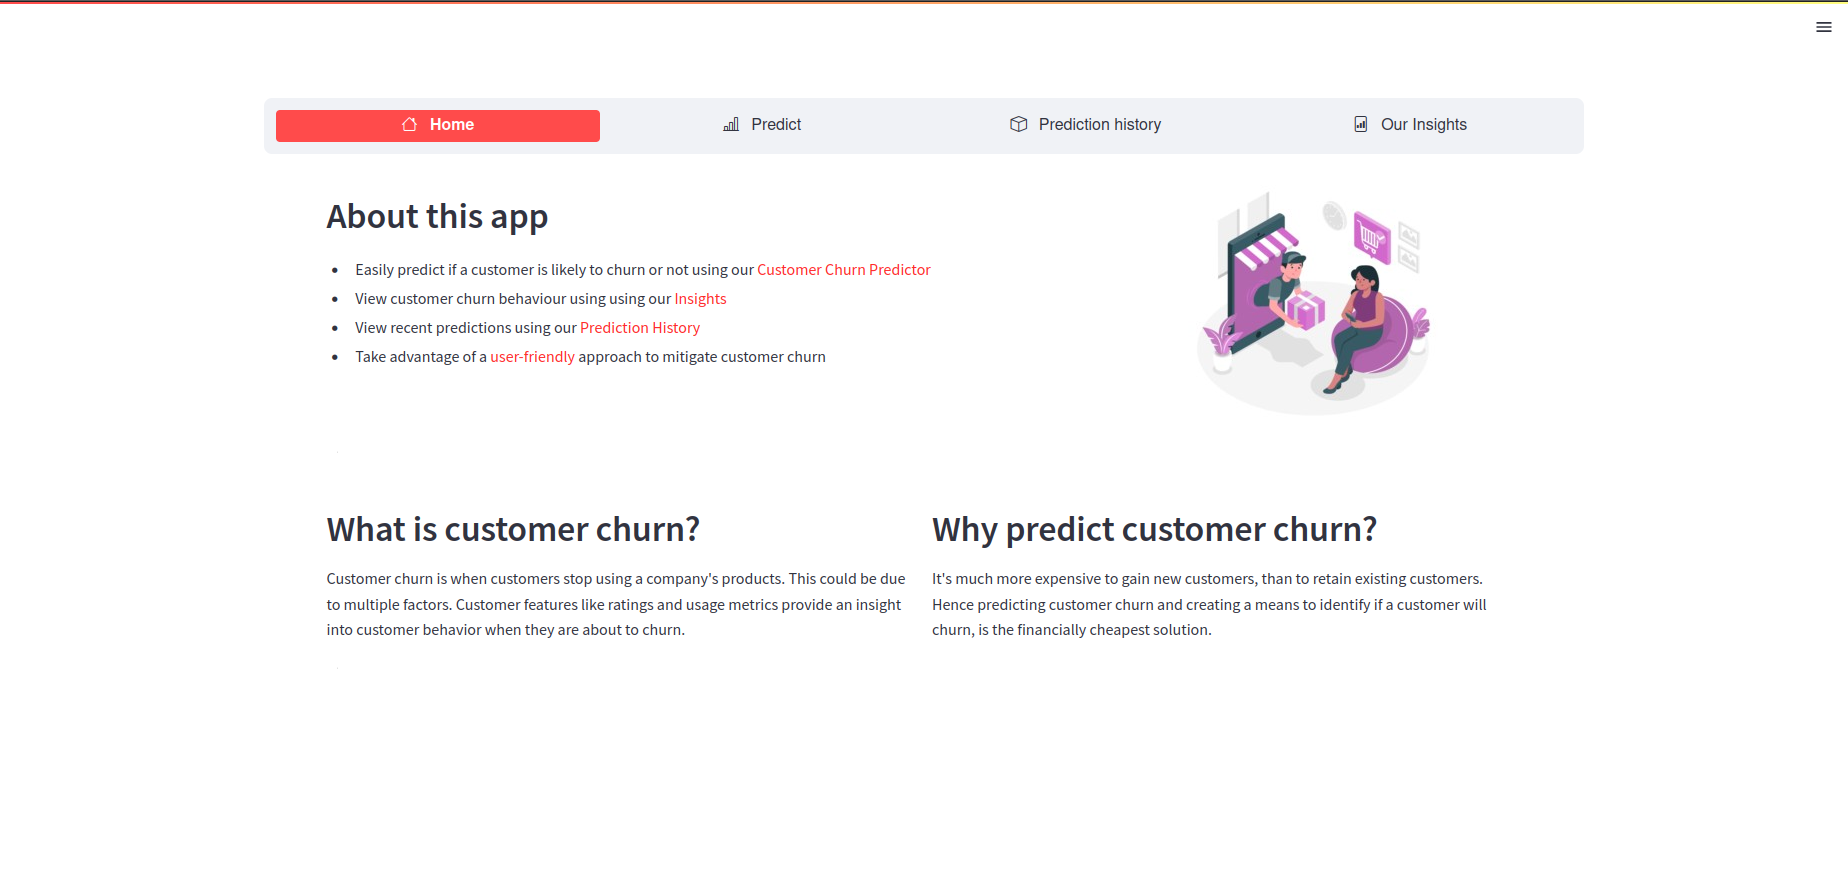 Home
Predict
Prediction history
Our Insights
About this app
Easily predict if a customer is likely to churn or not using our Customer Churn Predictor
View customer churn behaviour using using our Insights
View recent predictions using our Prediction History
Take advantage of a user-friendly approach to mitigate customer churn
What is customer churn?
Customer churn is when customers stop using a company's products. This could be due
to multiple factors. Customer features like ratings and usage metrics provide an insight
into customer behavior when they are about to churn.
Why predict customer churn?
It's much more expensive to gain new customers, than to retain existing customers.
Hence predicting customer churn and creating a means to identify if a customer will
churn, is the financially cheapest solution.